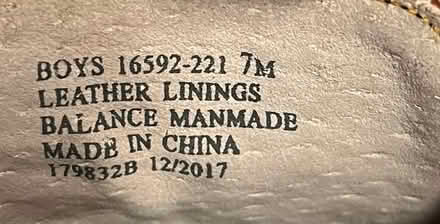 BOYS 16592-221 7M
LEATHER LININGS
BALANCE MANMADE
MADE IN CHINA
179832B 12/2017